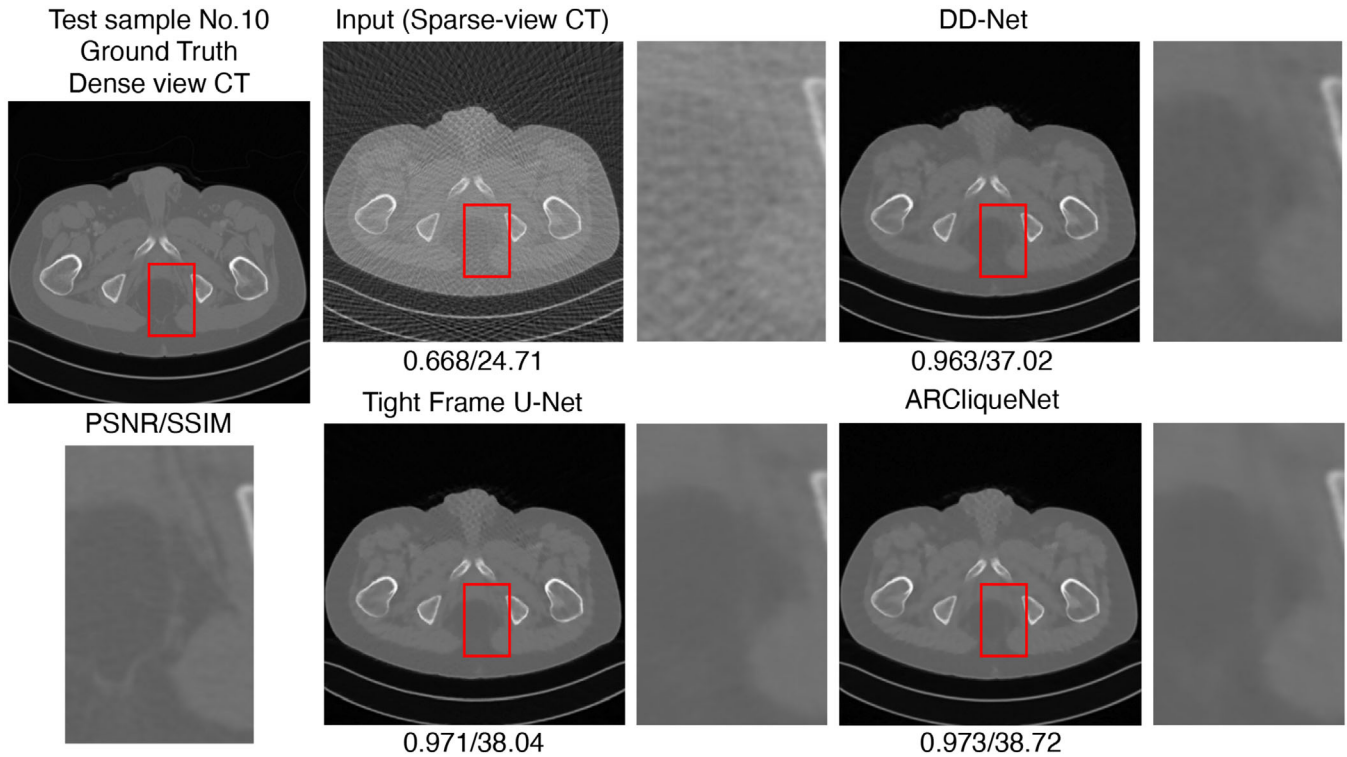 Test sample No.10
Ground Truth
Dense view CT
PSNR/SSIM
Input (Sparse-view CT)
0.668/24.71
DD-Net
0.963/37.02
Tight Frame U-Net
0.971/38.04
ARCliqueNet
0.973/38.72